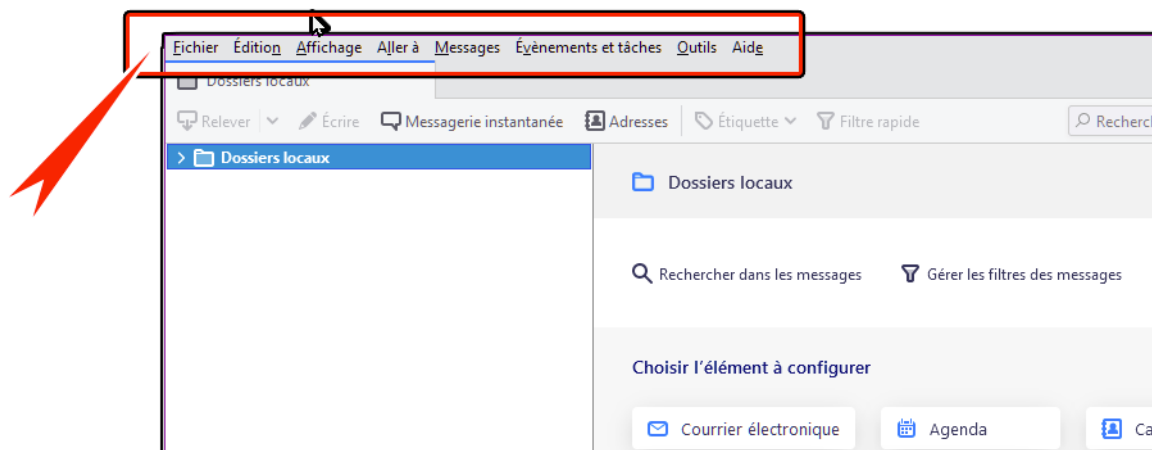 Fichier Édition Affichage Aller à Messages Évènements et tâches Outils Aide
Dossiers locaux
Relever Écrire Messagerie instantanée Adresses Étiquette Filtre rapide
Dossiers locaux
Dossiers locaux
Rechercher dans les messages Gérer les filtres des messages
Choisir l'élément à configurer
Courrier électronique Agenda